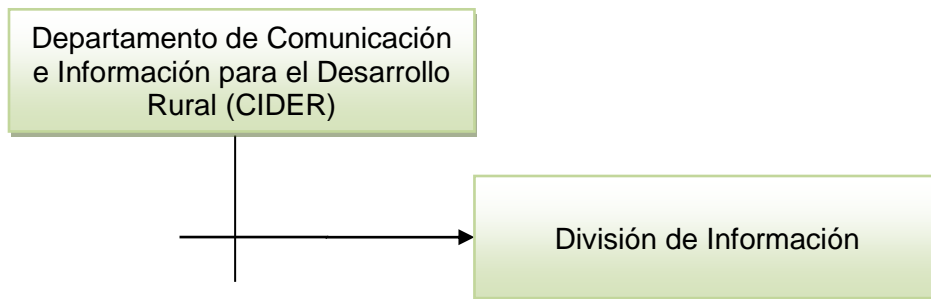 Departamento de Comunicación
e Información para el Desarrollo
Rural (CIDER)
División de Información